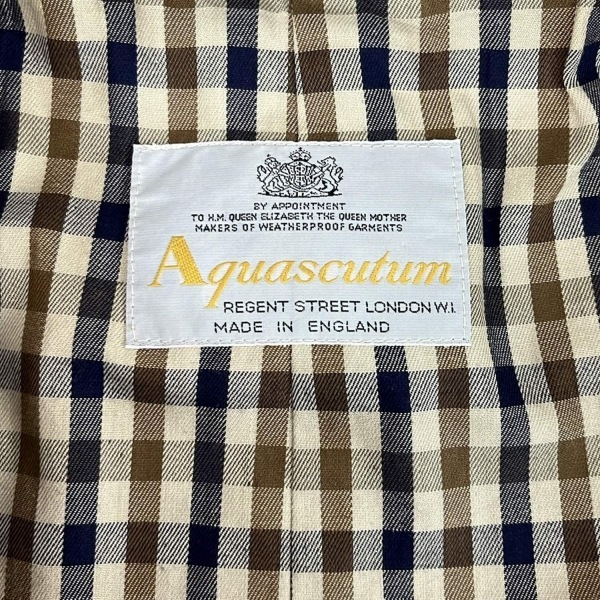 BY APPOINTMENT
TO H.M. QUEEN ELIZABETH THE QUEEN MOTHER
MAKERS OF WEATHERPROOF GARMENTS
Aquascutum
REGENT STREET LONDON W.I.
MADE IN ENGLAND